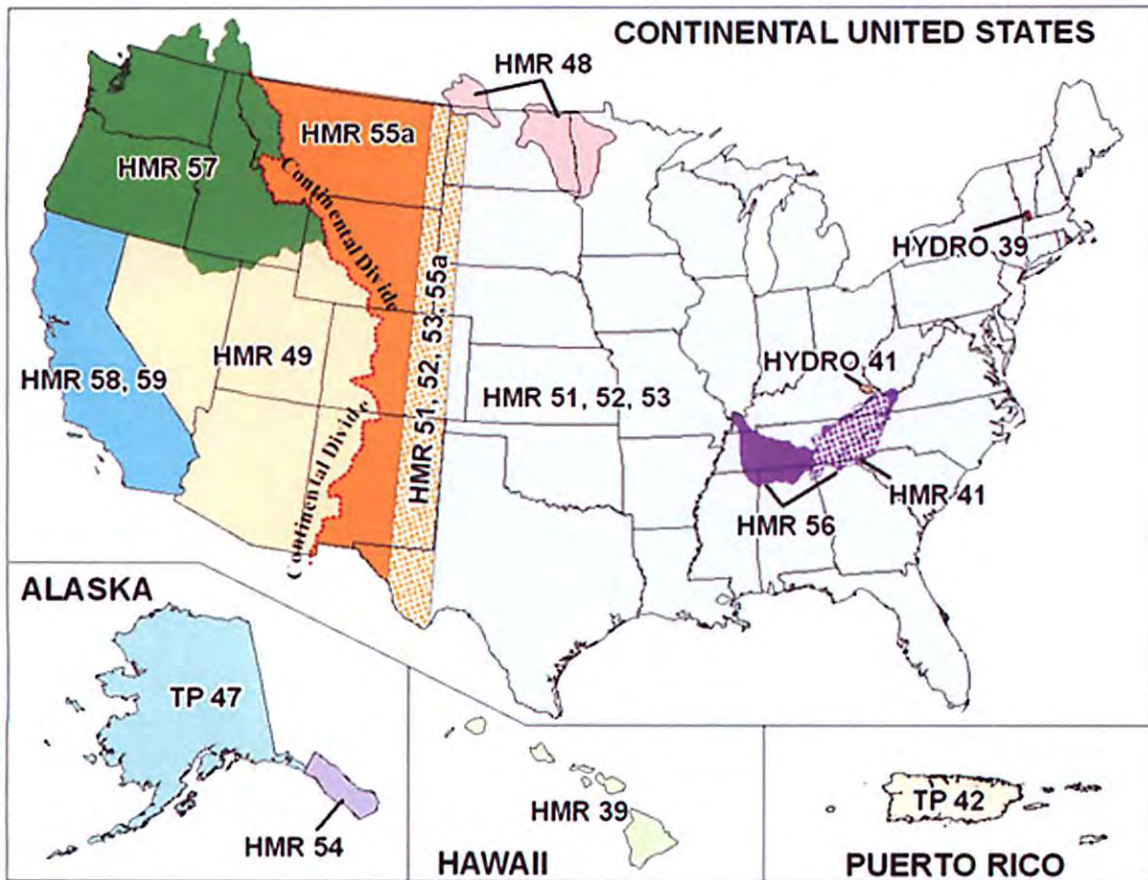 CONTINENTAL UNITED STATES
HMR 48
HMR 55a
HMR 57
Continental Divide
HMR 51, 52, 53, 55a
HYDRO 39
HMR 49
HYDRO 41
HMR 58, 59
HMR 51, 52, 53
Continental Divide
HMR 41
HMR 56
ALASKA
TP 47
HMR 54
HMR 39
HAWAII
TP 42
PUERTO RICO